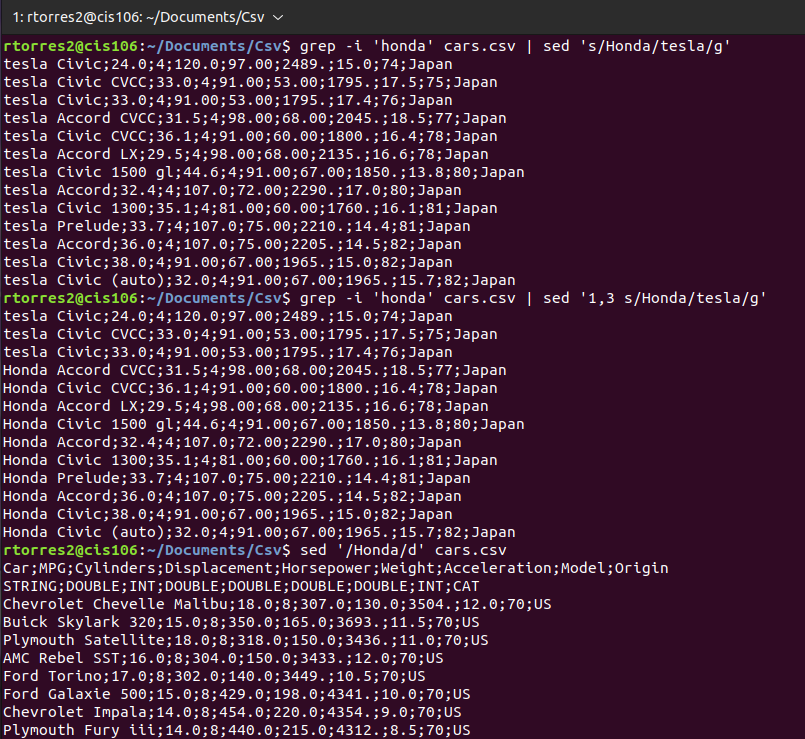 1: rtorres2@cis106: ~/Documents/Csv
rtorres2@cis106:~/Documents/Csv$ grep -i 'honda' cars.csv | sed 's/Honda/tesla/g'
tesla Civic;24.0;4;120.0;97.00;2489.;15.0;74;Japan
tesla Civic CVCC;33.0;4;91.00;53.00;1795.;17.5;75;Japan
tesla Civic;33.0;4;91.00;53.00;1795.;17.4;76;Japan
tesla Accord CVCC;31.5;4;98.00;68.00;2045.;18.5;77;Japan
tesla Civic CVCC;36.1;4;91.00;60.00;1800.;16.4;78;Japan
tesla Accord LX;29.5;4;98.00;68.00;2135.;16.6;78;Japan
tesla Civic 1500 gl;44.6;4;91.00;67.00;1850.;13.8;80;Japan
tesla Accord;32.4;4;107.0;72.00;2290.;17.0;80;Japan
tesla Civic 1300;35.1;4;81.00;60.00;1760.;16.1;81;Japan
tesla Prelude;33.7;4;107.0;75.00;2210.;14.4;81;Japan
tesla Accord;36.0;4;107.0;75.00;2205.;14.5;82;Japan
tesla Civic;38.0;4;91.00;67.00;1965.;15.0;82;Japan
tesla Civic (auto);32.0;4;91.00;67.00;1965.;15.7;82;Japan
rtorres2@cis106:~/Documents/Csv$ grep -i 'honda' cars.csv | sed '1,3 s/Honda/tesla/g'
tesla Civic;24.0;4;120.0;97.00;2489.;15.0;74;Japan
tesla Civic CVCC;33.0;4;91.00;53.00;1795.;17.5;75;Japan
tesla Civic;33.0;4;91.00;53.00;1795.;17.4;76;Japan
Honda Accord CVCC;31.5;4;98.00;68.00;2045.;18.5;77;Japan
Honda Civic CVCC;36.1;4;91.00;60.00;1800.;16.4;78;Japan
Honda Accord LX;29.5;4;98.00;68.00;2135.;16.6;78;Japan
Honda Civic 1500 gl;44.6;4;91.00;67.00;1850.;13.8;80;Japan
Honda Accord;32.4;4;107.0;72.00;2290.;17.0;80;Japan
Honda Civic 1300;35.1;4;81.00;60.00;1760.;16.1;81;Japan
Honda Prelude;33.7;4;107.0;75.00;2210.;14.4;81;Japan
Honda Accord;36.0;4;107.0;75.00;2205.;14.5;82;Japan
Honda Civic;38.0;4;91.00;67.00;1965.;15.0;82;Japan
Honda Civic (auto);32.0;4;91.00;67.00;1965.;15.7;82;Japan
rtorres2@cis106:~/Documents/Csv$ sed '/Honda/d' cars.csv
Car;MPG;Cylinders;Displacement;Horsepower;Weight;Acceleration;Model;Origin
STRING;DOUBLE;INT;DOUBLE;DOUBLE;DOUBLE;DOUBLE;INT;CAT
Chevrolet Chevelle Malibu;18.0;8;307.0;130.0;3504.;12.0;70;US
Buick Skylark 320;15.0;8;350.0;165.0;3693.;11.5;70;US
Plymouth Satellite;18.0;8;318.0;150.0;3436.;11.0;70;US
AMC Rebel SST;16.0;8;304.0;150.0;3433.;12.0;70;US
Ford Torino;17.0;8;302.0;140.0;3449.;10.5;70;US
Ford Galaxie 500;15.0;8;429.0;198.0;4341.;10.0;70;US
Chevrolet Impala;14.0;8;454.0;220.0;4354.;9.0;70;US
Plymouth Fury iii;14.0;8;440.0;215.0;4312.;8.5;70;US